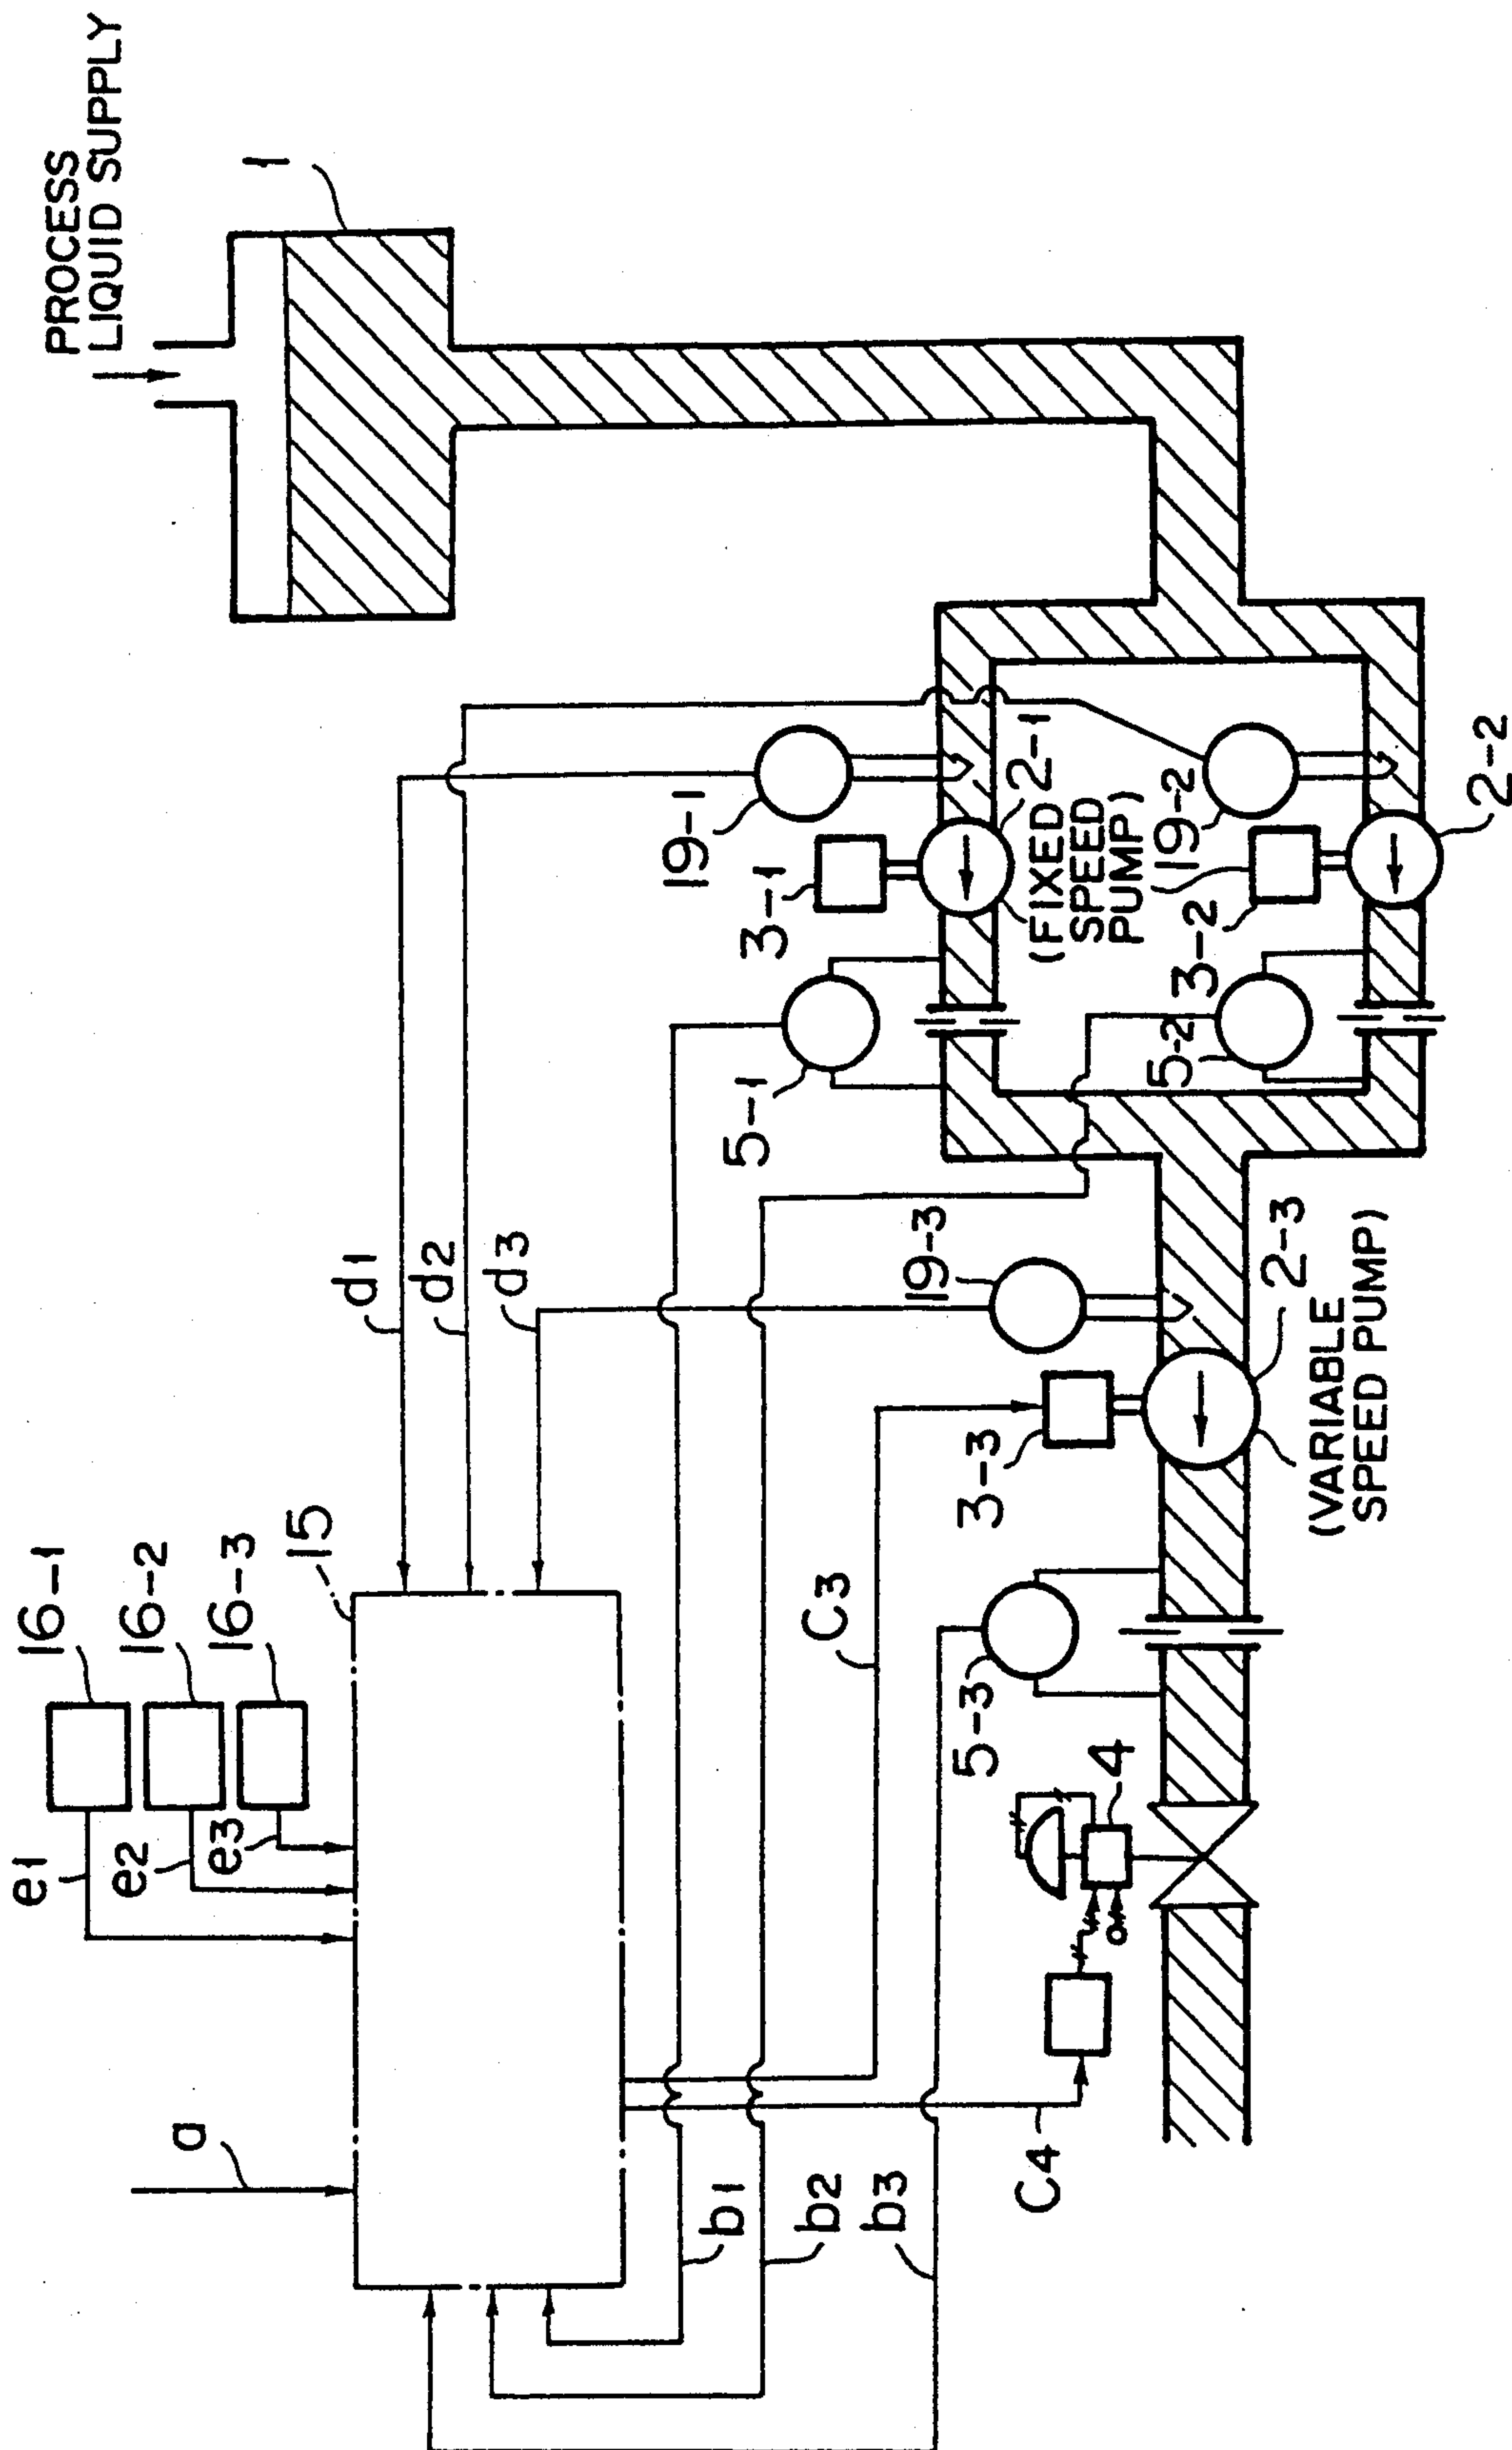 PROCESS
LIQUID SUPPLY
1
16-1
16-2
16-3
15
e1
e2
e3
a
d1
d2
d3
19-1
3-1
2-1
(FIXED
SPEED
PUMP)
19-2
3-2
2-2
5-1
5-2
19-3
2-3
(VARIABLE
SPEED PUMP)
3-3
C3
5-3
4
C4
b1
b2
b3